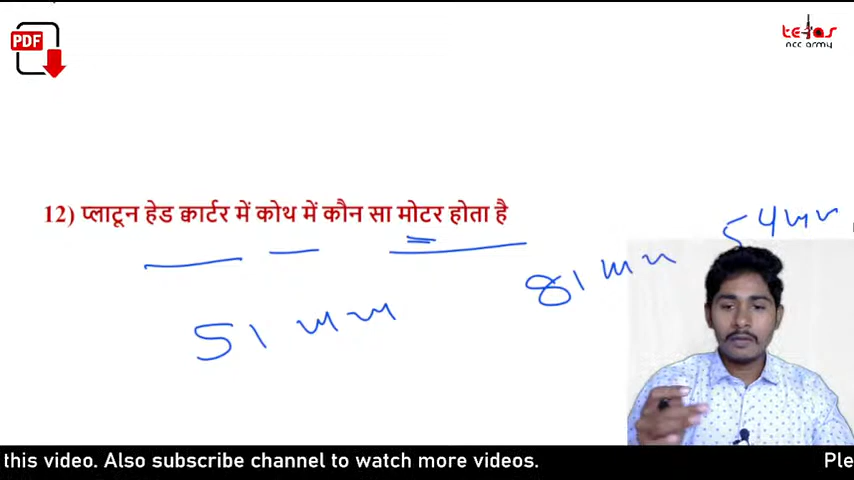 PDF
tejas
ncc army
12) प्लाटून हेड क्वार्टर में कोथ में कौन सा मोटर होता है
54mm
81mm
51mm
this video. Also subscribe channel to watch more videos.
Ple